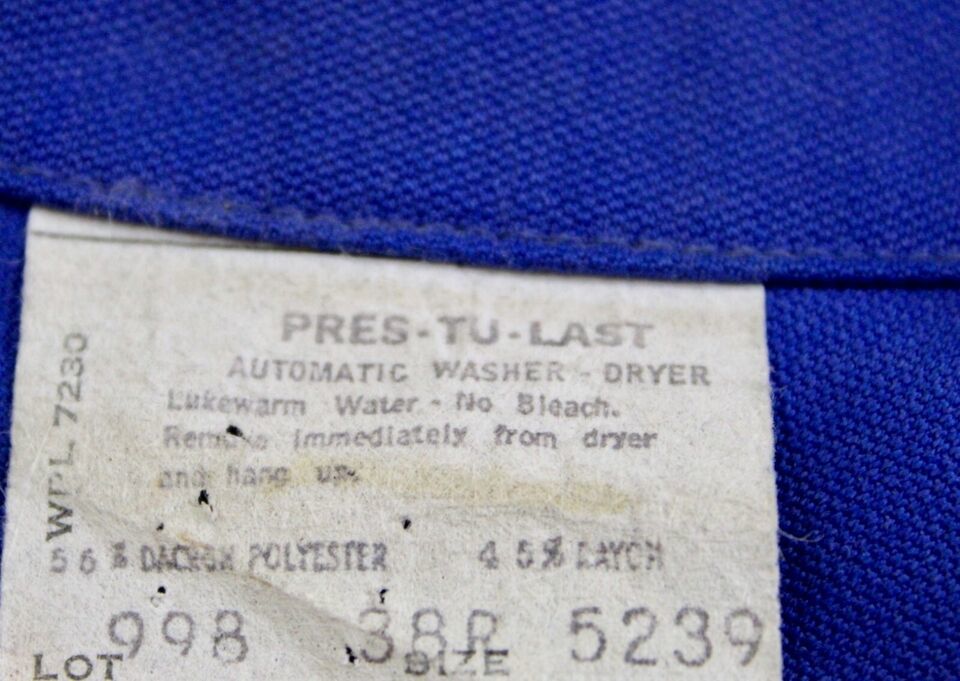 PRES-TU-LAST
AUTOMATIC WASHER - DRYER
Lukewarm Water - No Bleach.
Remove immediately from dryer
and hang up.
WPL 7230
56% DACRON POLYESTER 45% RAYON
998 38R 5239
LOT SIZE